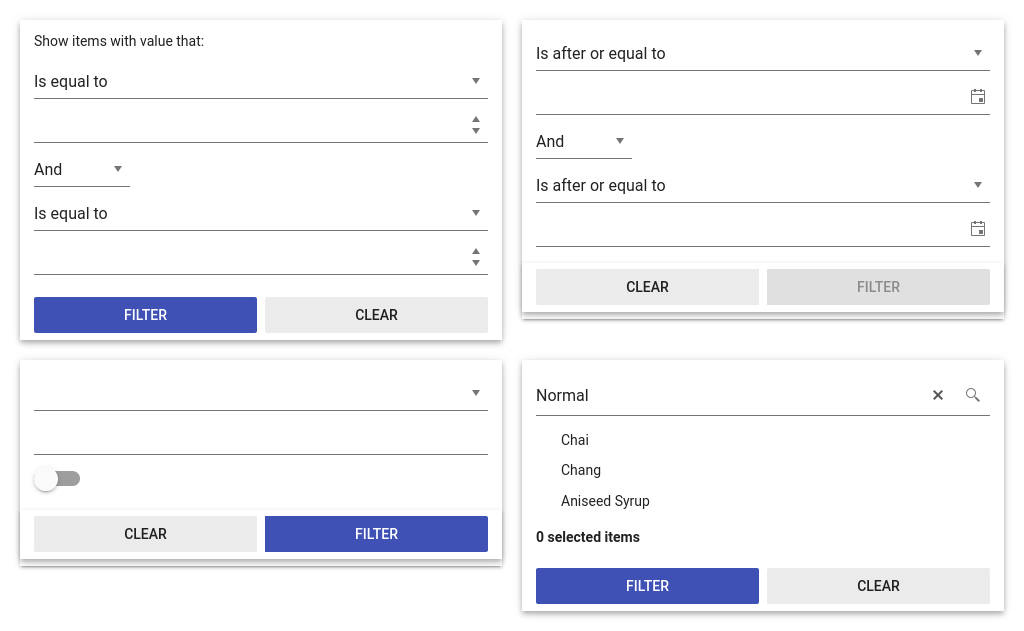 Show items with value that:
Is equal to
And
Is equal to
FILTER CLEAR
Is after or equal to
And
Is after or equal to
CLEAR FILTER
CLEAR FILTER
Normal
Chai
Chang
Aniseed Syrup
0 selected items
FILTER CLEAR